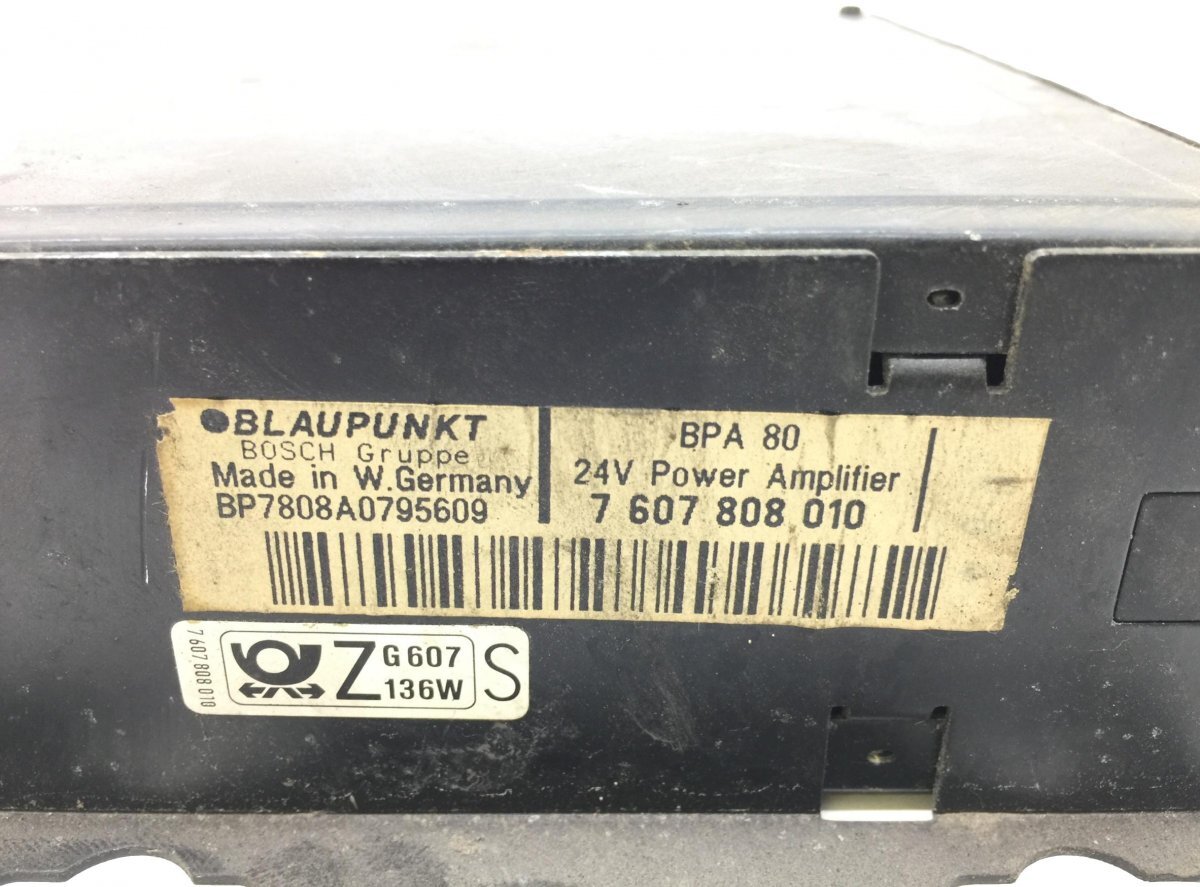 BLAUPUNKT
BOSCH Gruppe
Made in W.Germany
BP7808A0795609
BPA 80
24V Power Amplifier
7 607 808 010
7 607 808 010
Z G 607 136W S